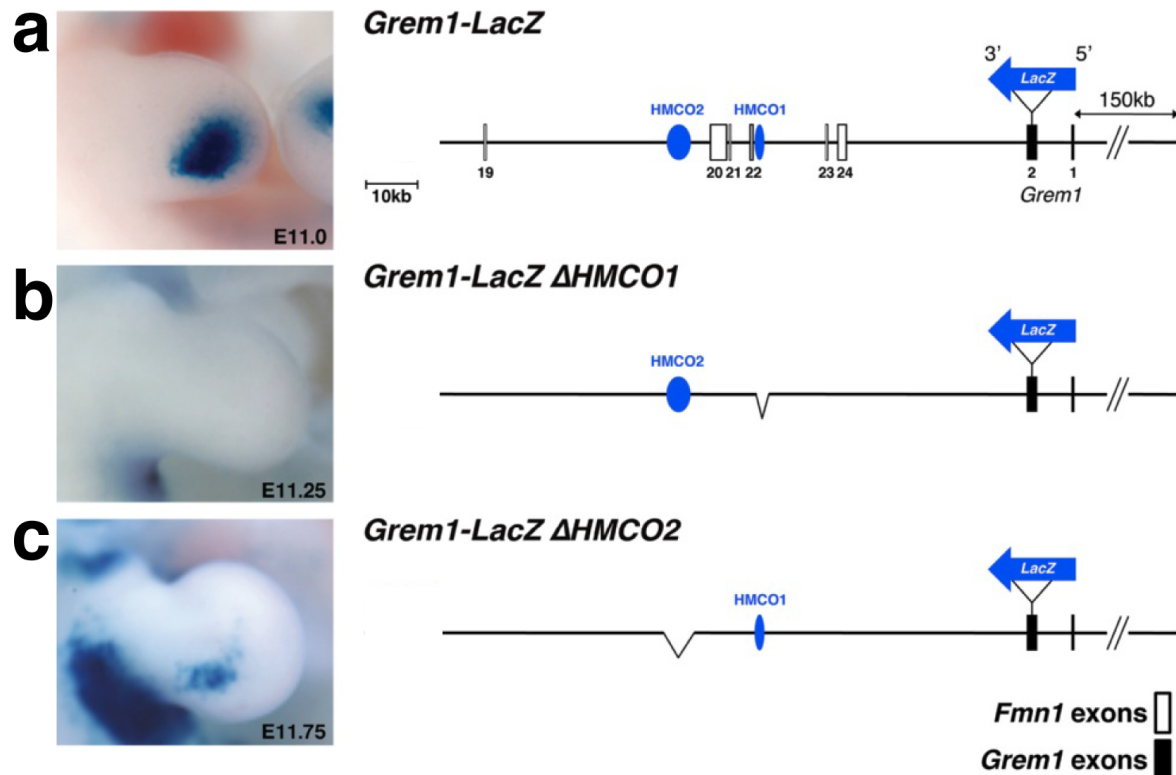 a
Grem1-LacZ
3’ 5’
LacZ
150kb
HMCO2 HMCO1
19 20 21 22 23 24 2 1
Grem1
10kb
E11.0
b
Grem1-LacZ ΔHMCO1
LacZ
HMCO2
E11.25
c
Grem1-LacZ ΔHMCO2
LacZ
HMCO1
E11.75
Fmn1 exons
Grem1 exons